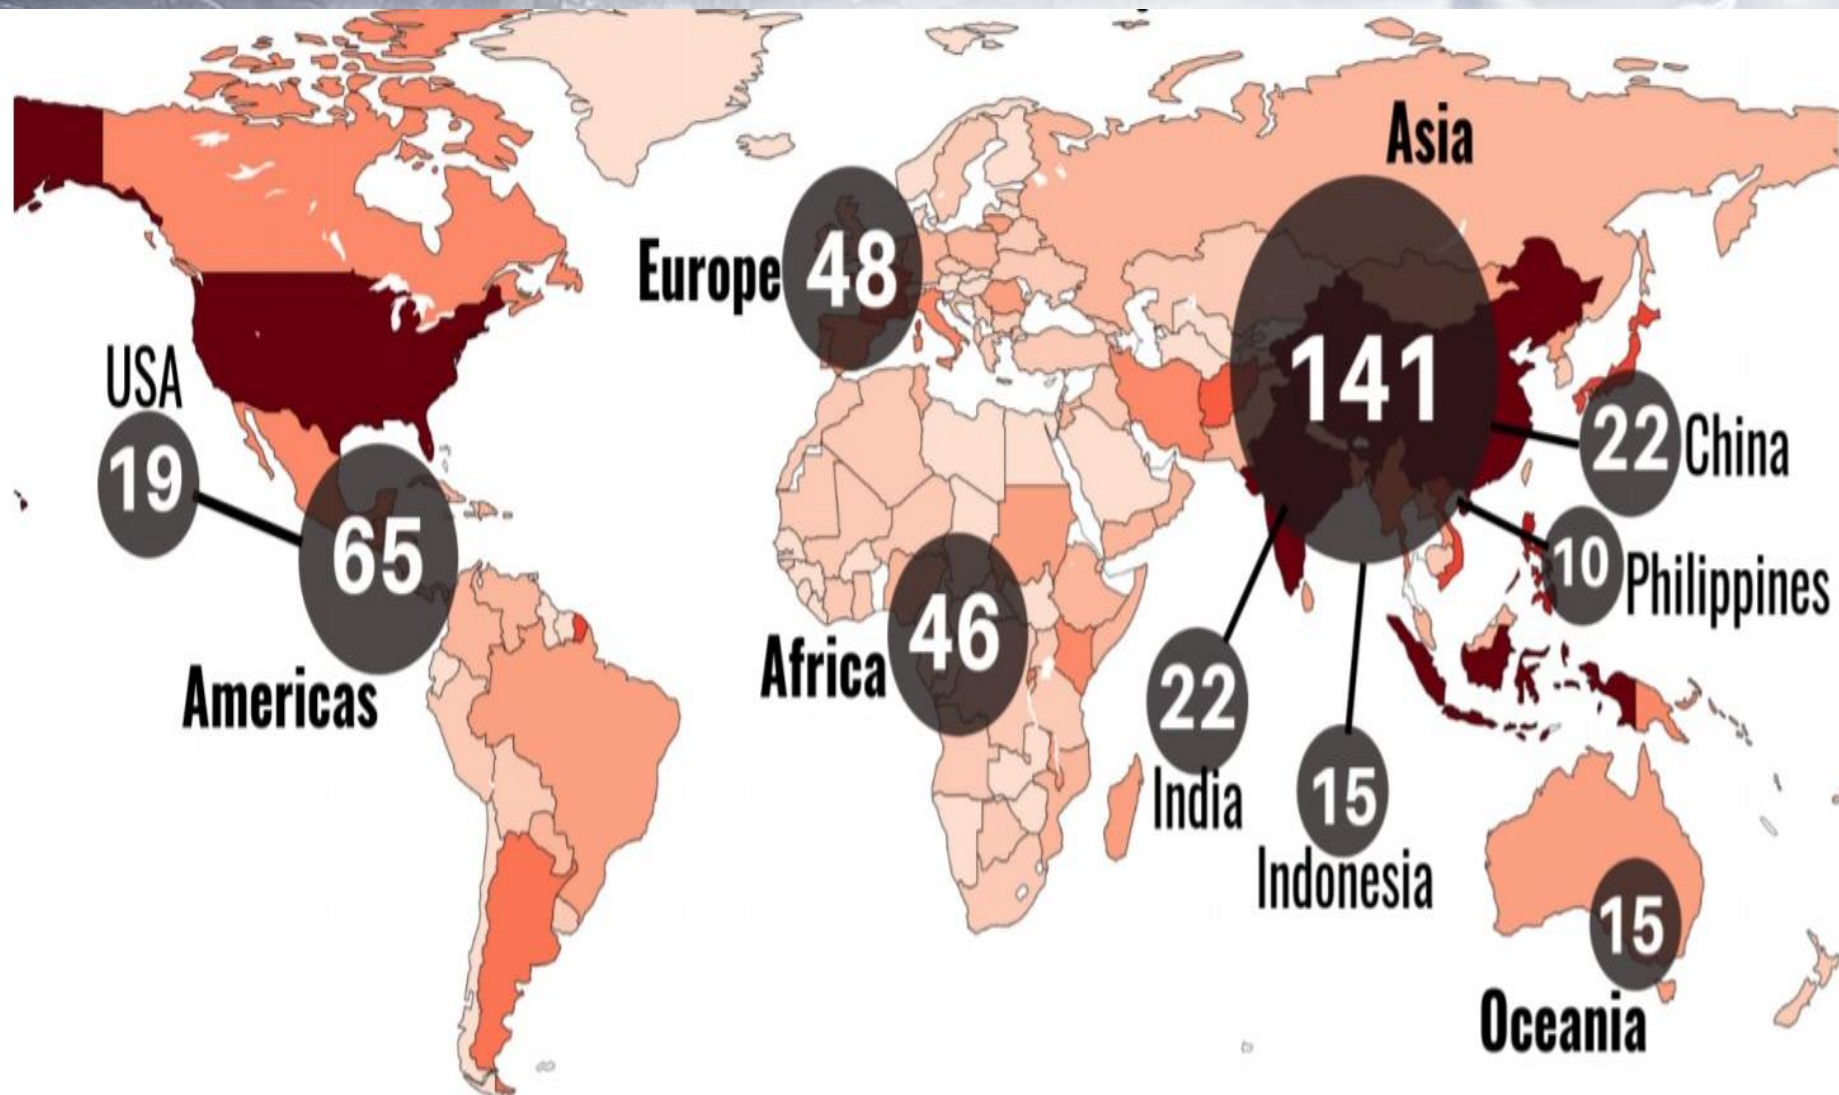 Asia
Europe
48
141
USA
19
22
China
65
10
Philippines
46
Africa
Americas
22
India
15
Indonesia
15
Oceania